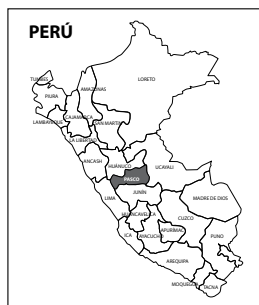 PERÚ
TUMBES
PIURA
AMAZONAS
LORETO
LAMBAYEQUE
CAJAMARCA
SAN MARTIN
LA LIBERTAD
ANCASH
HUÁNUCO
UCAYALI
PASCO
JUNÍN
LIMA
MADRE DE DIOS
HUANCAVELICA
CUZCO
ICA
AYACUCHO
APURIMAC
PUNO
AREQUIPA
MOQUEGUA
TACNA